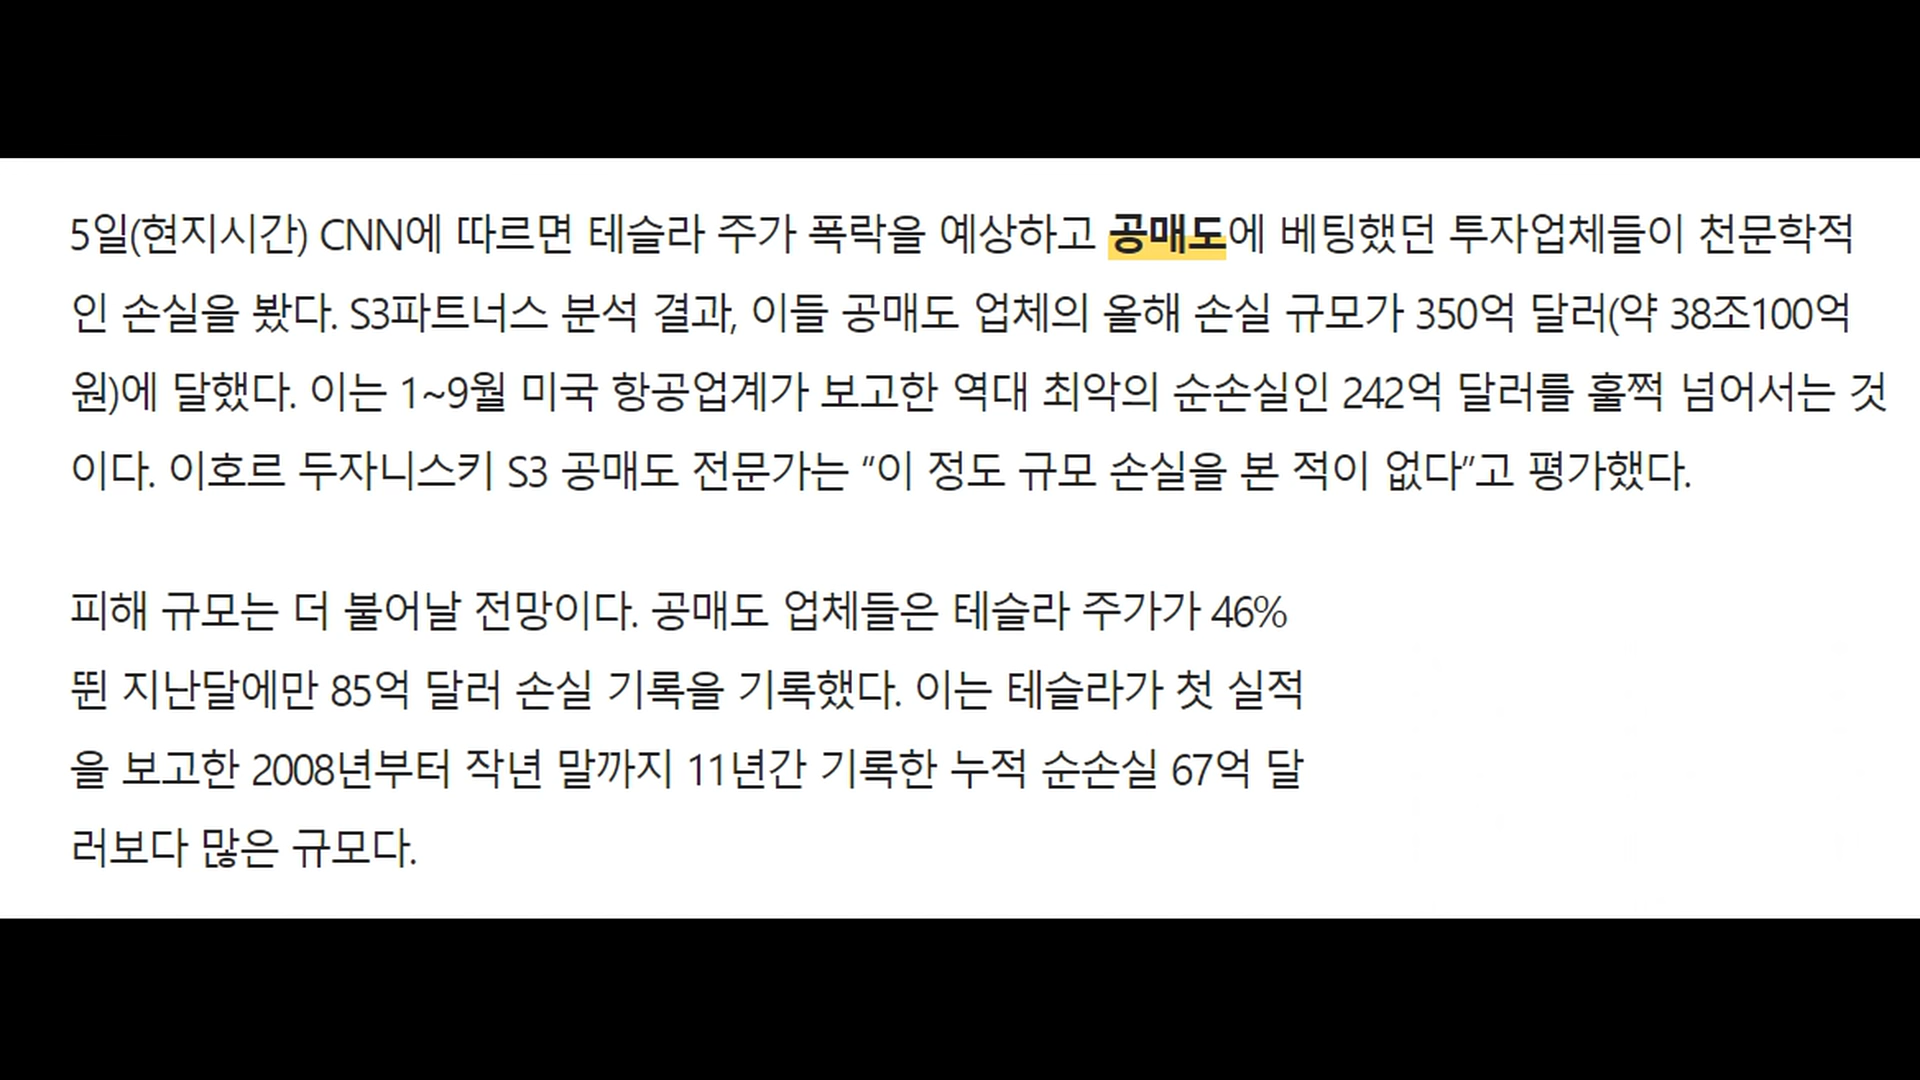 5일(현지시간) CNN에 따르면 테슬라 주가 폭락을 예상하고 공매도에 베팅했던 투자업체들이 천문학적
인 손실을 봤다. S3파트너스 분석 결과, 이들 공매도 업체의 올해 손실 규모가 350억 달러(약 38조100억
원)에 달했다. 이는 1~9월 미국 항공업계가 보고한 역대 최악의 순손실인 242억 달러를 훌쩍 넘어서는 것
이다. 이호르 두자니스키 S3 공매도 전문가는 “이 정도 규모 손실을 본 적이 없다”고 평가했다.
피해 규모는 더 불어날 전망이다. 공매도 업체들은 테슬라 주가가 46%
뛴 지난달에만 85억 달러 손실 기록을 기록했다. 이는 테슬라가 첫 실적
을 보고한 2008년부터 작년 말까지 11년간 기록한 누적 순손실 67억 달
러보다 많은 규모다.